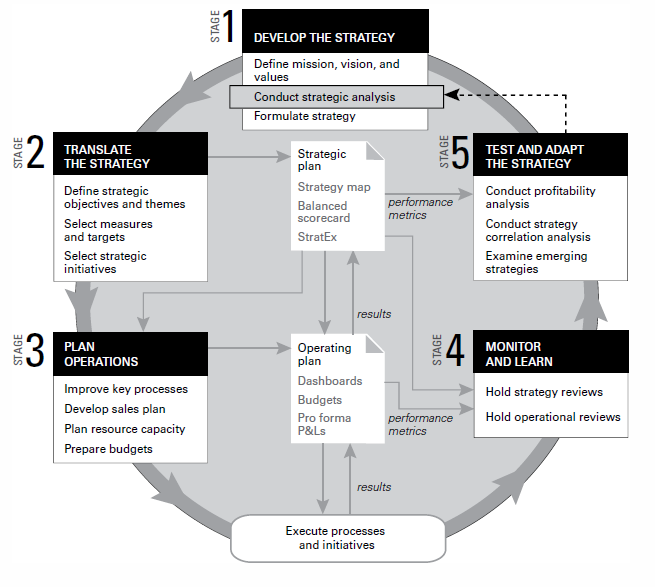 STAGE 1
DEVELOP THE STRATEGY
Define mission, vision, and
values
Conduct strategic analysis
Formulate strategy
STAGE 2
TRANSLATE
THE STRATEGY
Define strategic
objectives and themes
Select measures
and targets
Select strategic
initiatives
Strategic
plan
Strategy map
Balanced
scorecard
StratEx
performance
metrics
STAGE 5
TEST AND ADAPT
THE STRATEGY
Conduct profitability
analysis
Conduct strategy
correlation analysis
Examine emerging
strategies
results
STAGE 3
PLAN
OPERATIONS
Improve key processes
Develop sales plan
Plan resource capacity
Prepare budgets
Operating
plan
Dashboards
Budgets
Pro forma
P&Ls
performance
metrics
STAGE 4
MONITOR
AND LEARN
Hold strategy reviews
Hold operational reviews
results
Execute processes
and initiatives